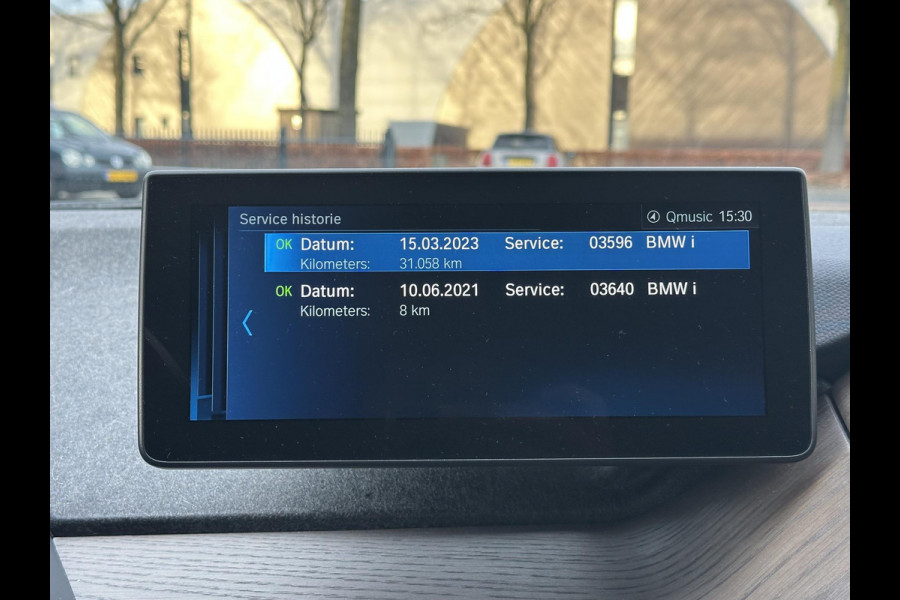 Service historie
Qmusic 15:30
OK Datum: 15.03.2023 Service: 03596 BMW i
Kilometers: 31.058 km
OK Datum: 10.06.2021 Service: 03640 BMW i
Kilometers: 8 km